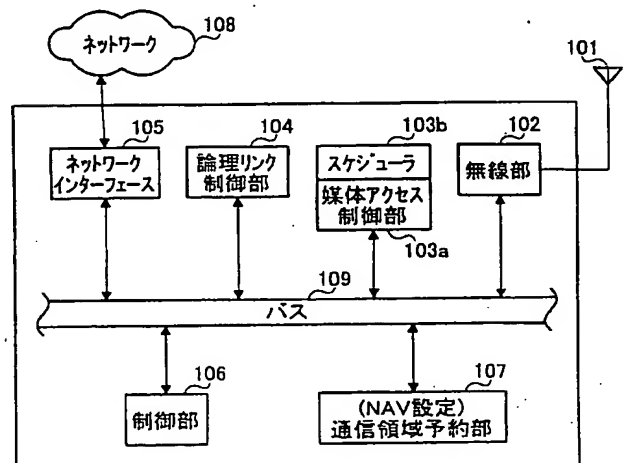 ネットワーク
108
101
105
104
103b
102
ネットワーク
インターフェース
論理リンク
制御部
スケジューラ
媒体アクセス
制御部
無線部
103a
109
バス
106
107
制御部
(NAV設定)
通信領域予約部